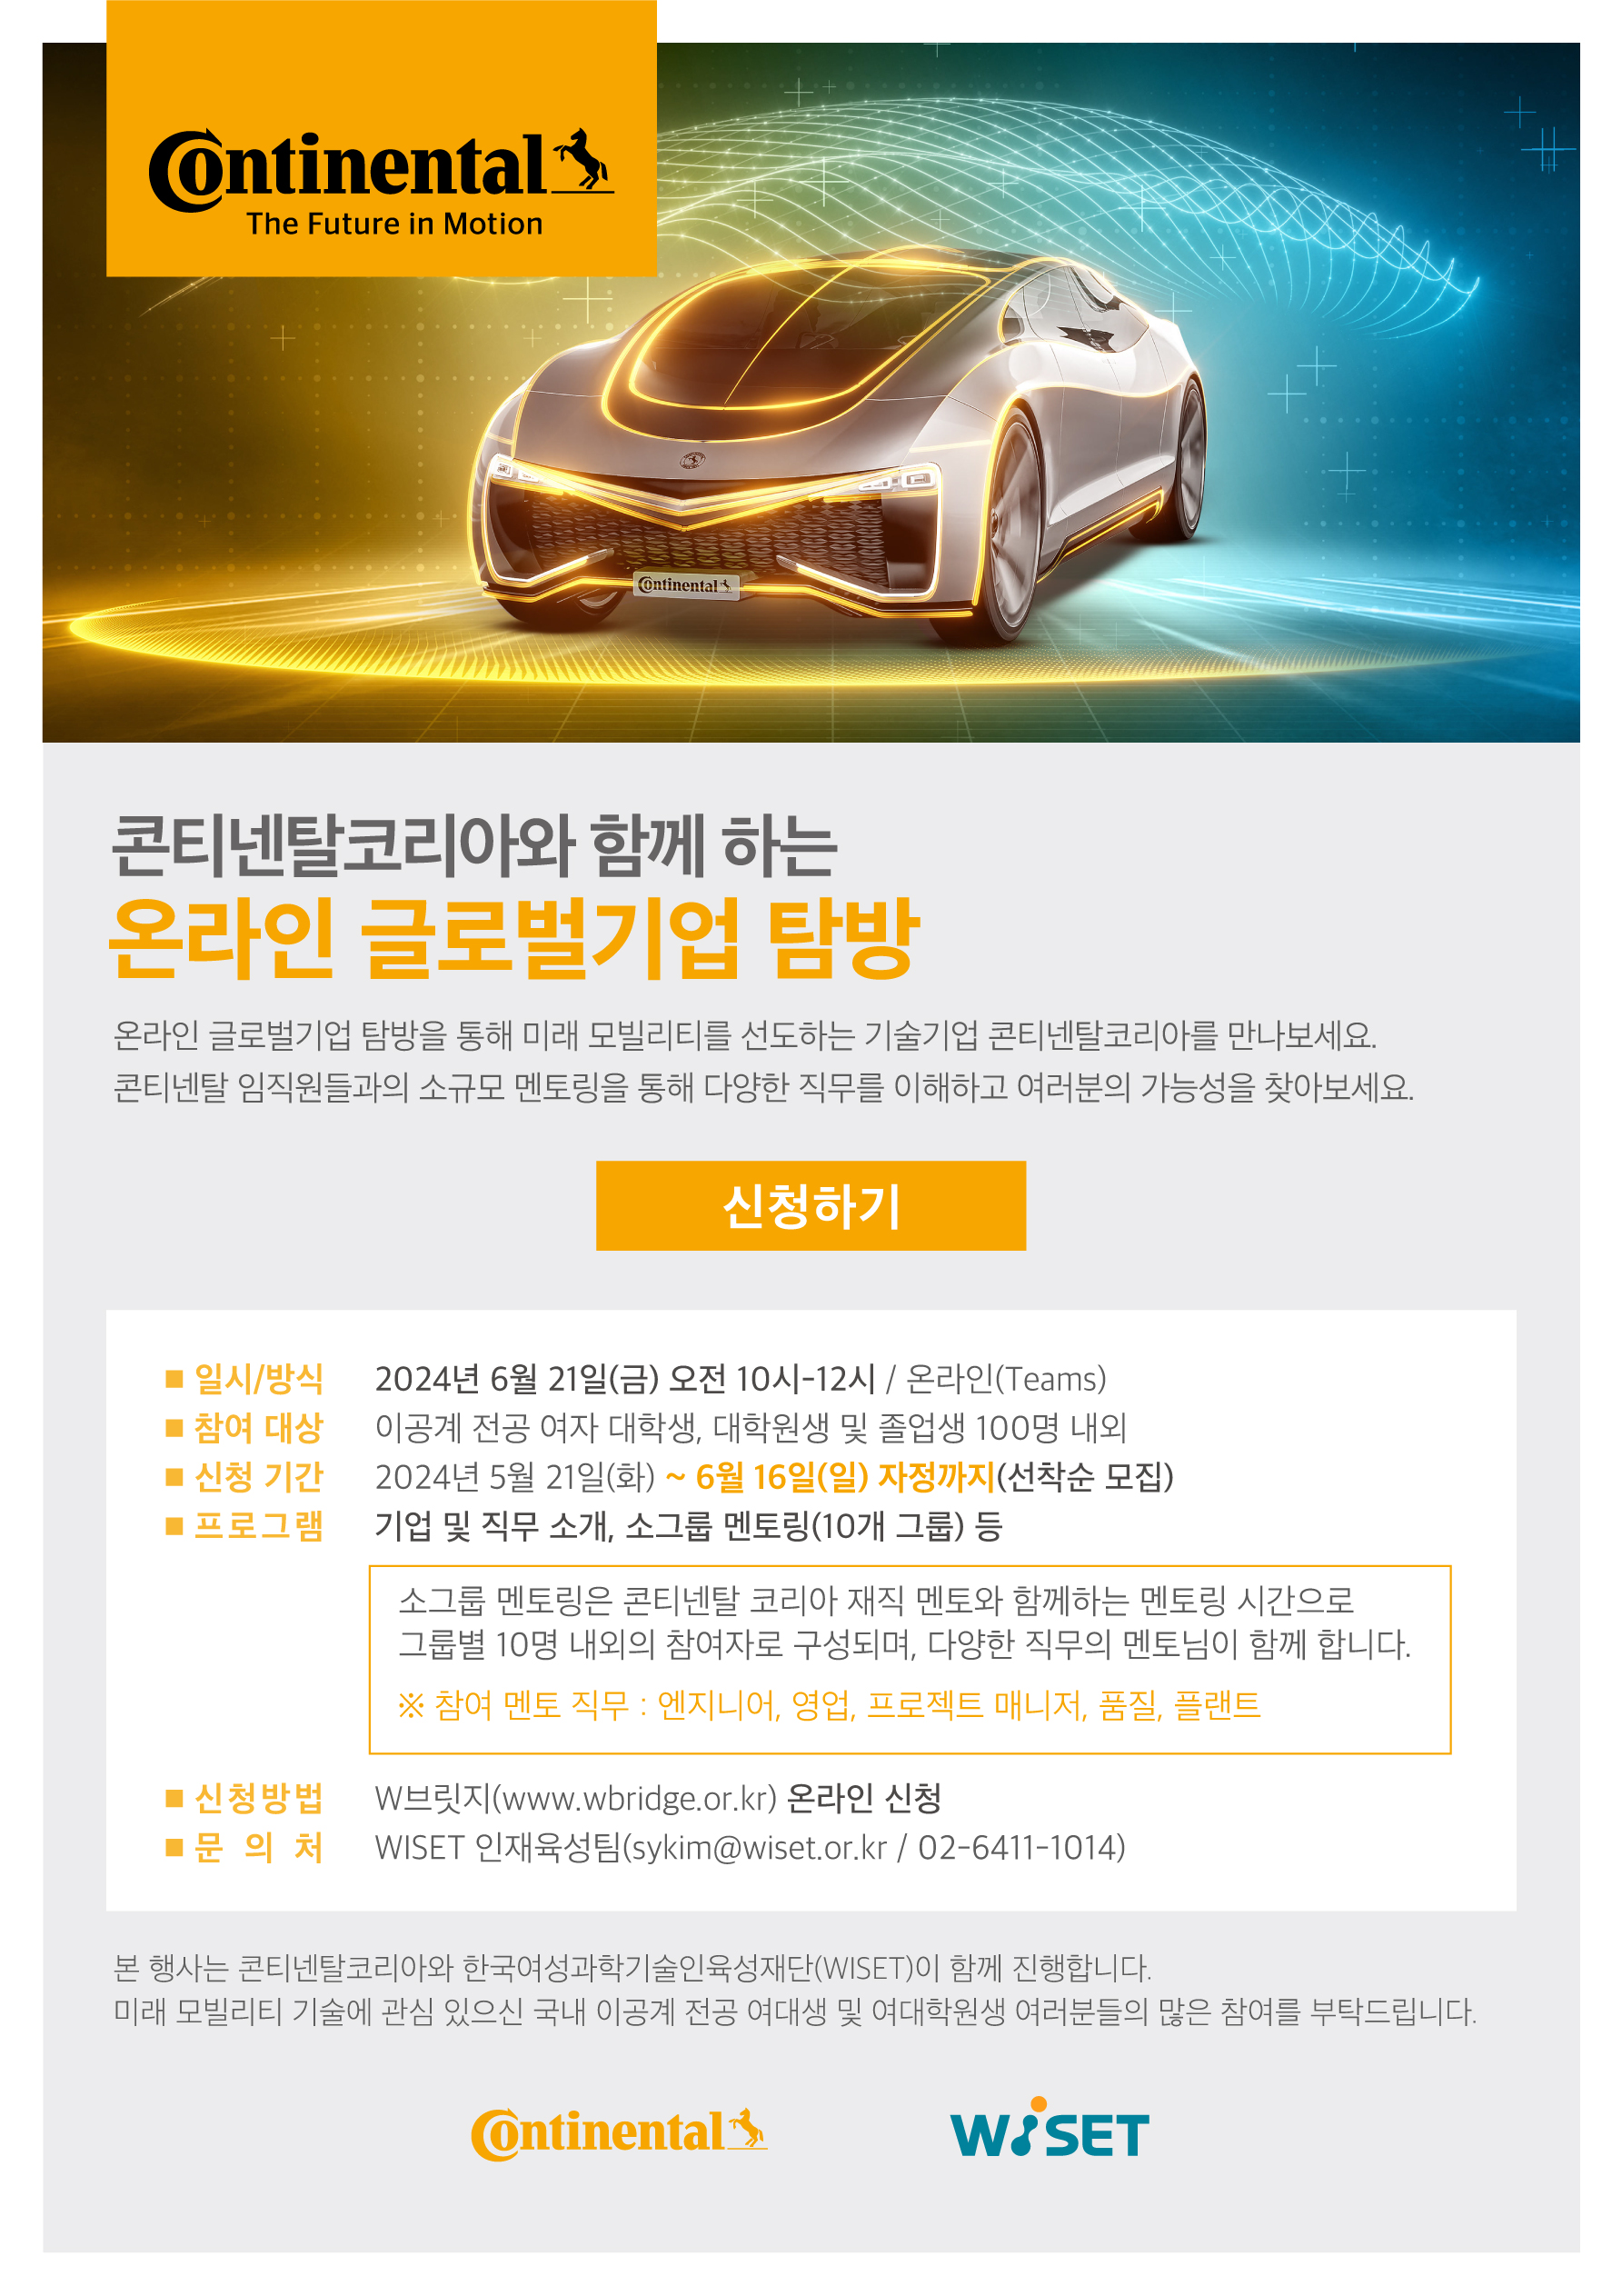 Continental
The Future in Motion
Continental
콘티넨탈코리아와 함께 하는
온라인 글로벌기업 탐방
온라인 글로벌기업 탐방을 통해 미래 모빌리티를 선도하는 기술기업 콘티넨탈코리아를 만나보세요.
콘티넨탈 임직원들과의 소규모 멘토링을 통해 다양한 직무를 이해하고 여러분의 가능성을 찾아보세요.
신청하기
■ 일시/방식 2024년 6월 21일(금) 오전 10시-12시 / 온라인(Teams)
■ 참여 대상 이공계 전공 여자 대학생, 대학원생 및 졸업생 100명 내외
■ 신청 기간 2024년 5월 21일(화) ~ 6월 16일(일) 자정까지(선착순 모집)
■ 프로그램 기업 및 직무 소개, 소그룹 멘토링(10개 그룹) 등
소그룹 멘토링은 콘티넨탈 코리아 재직 멘토와 함께하는 멘토링 시간으로
그룹별 10명 내외의 참여자로 구성되며, 다양한 직무의 멘토님이 함께 합니다.
※ 참여 멘토 직무 : 엔지니어, 영업, 프로젝트 매니저, 품질, 플랜트
■ 신청방법 W브릿지(www.wbridge.or.kr) 온라인 신청
■ 문 의 처 WISET 인재육성팀(sykim@wiset.or.kr / 02-6411-1014)
본 행사는 콘티넨탈코리아와 한국여성과학기술인육성재단(WISET)이 함께 진행합니다.
미래 모빌리티 기술에 관심 있으신 국내 이공계 전공 여대생 및 여대학원생 여러분들의 많은 참여를 부탁드립니다.
Continental WiSET